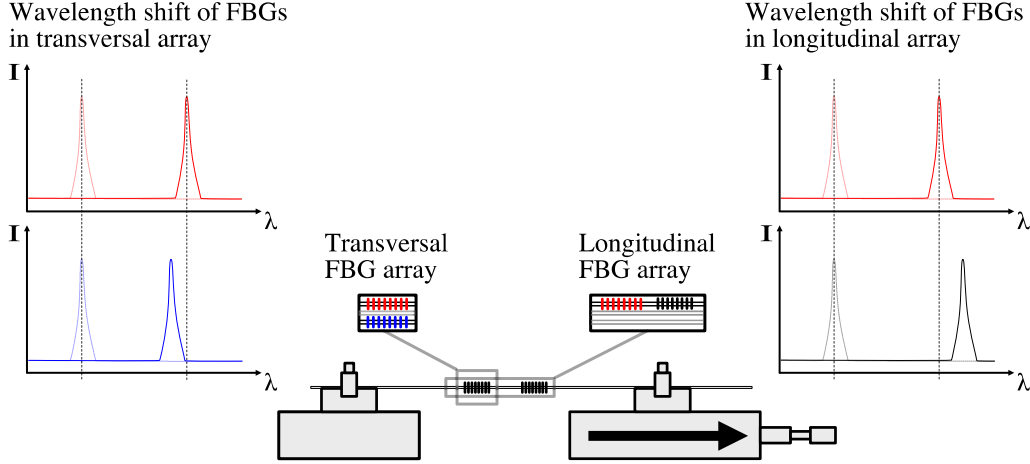 Wavelength shift of FBGs
in transversal array
I
λ
I
λ
Transversal
FBG array
Longitudinal
FBG array
Wavelength shift of FBGs
in longitudinal array
I
λ
I
λ